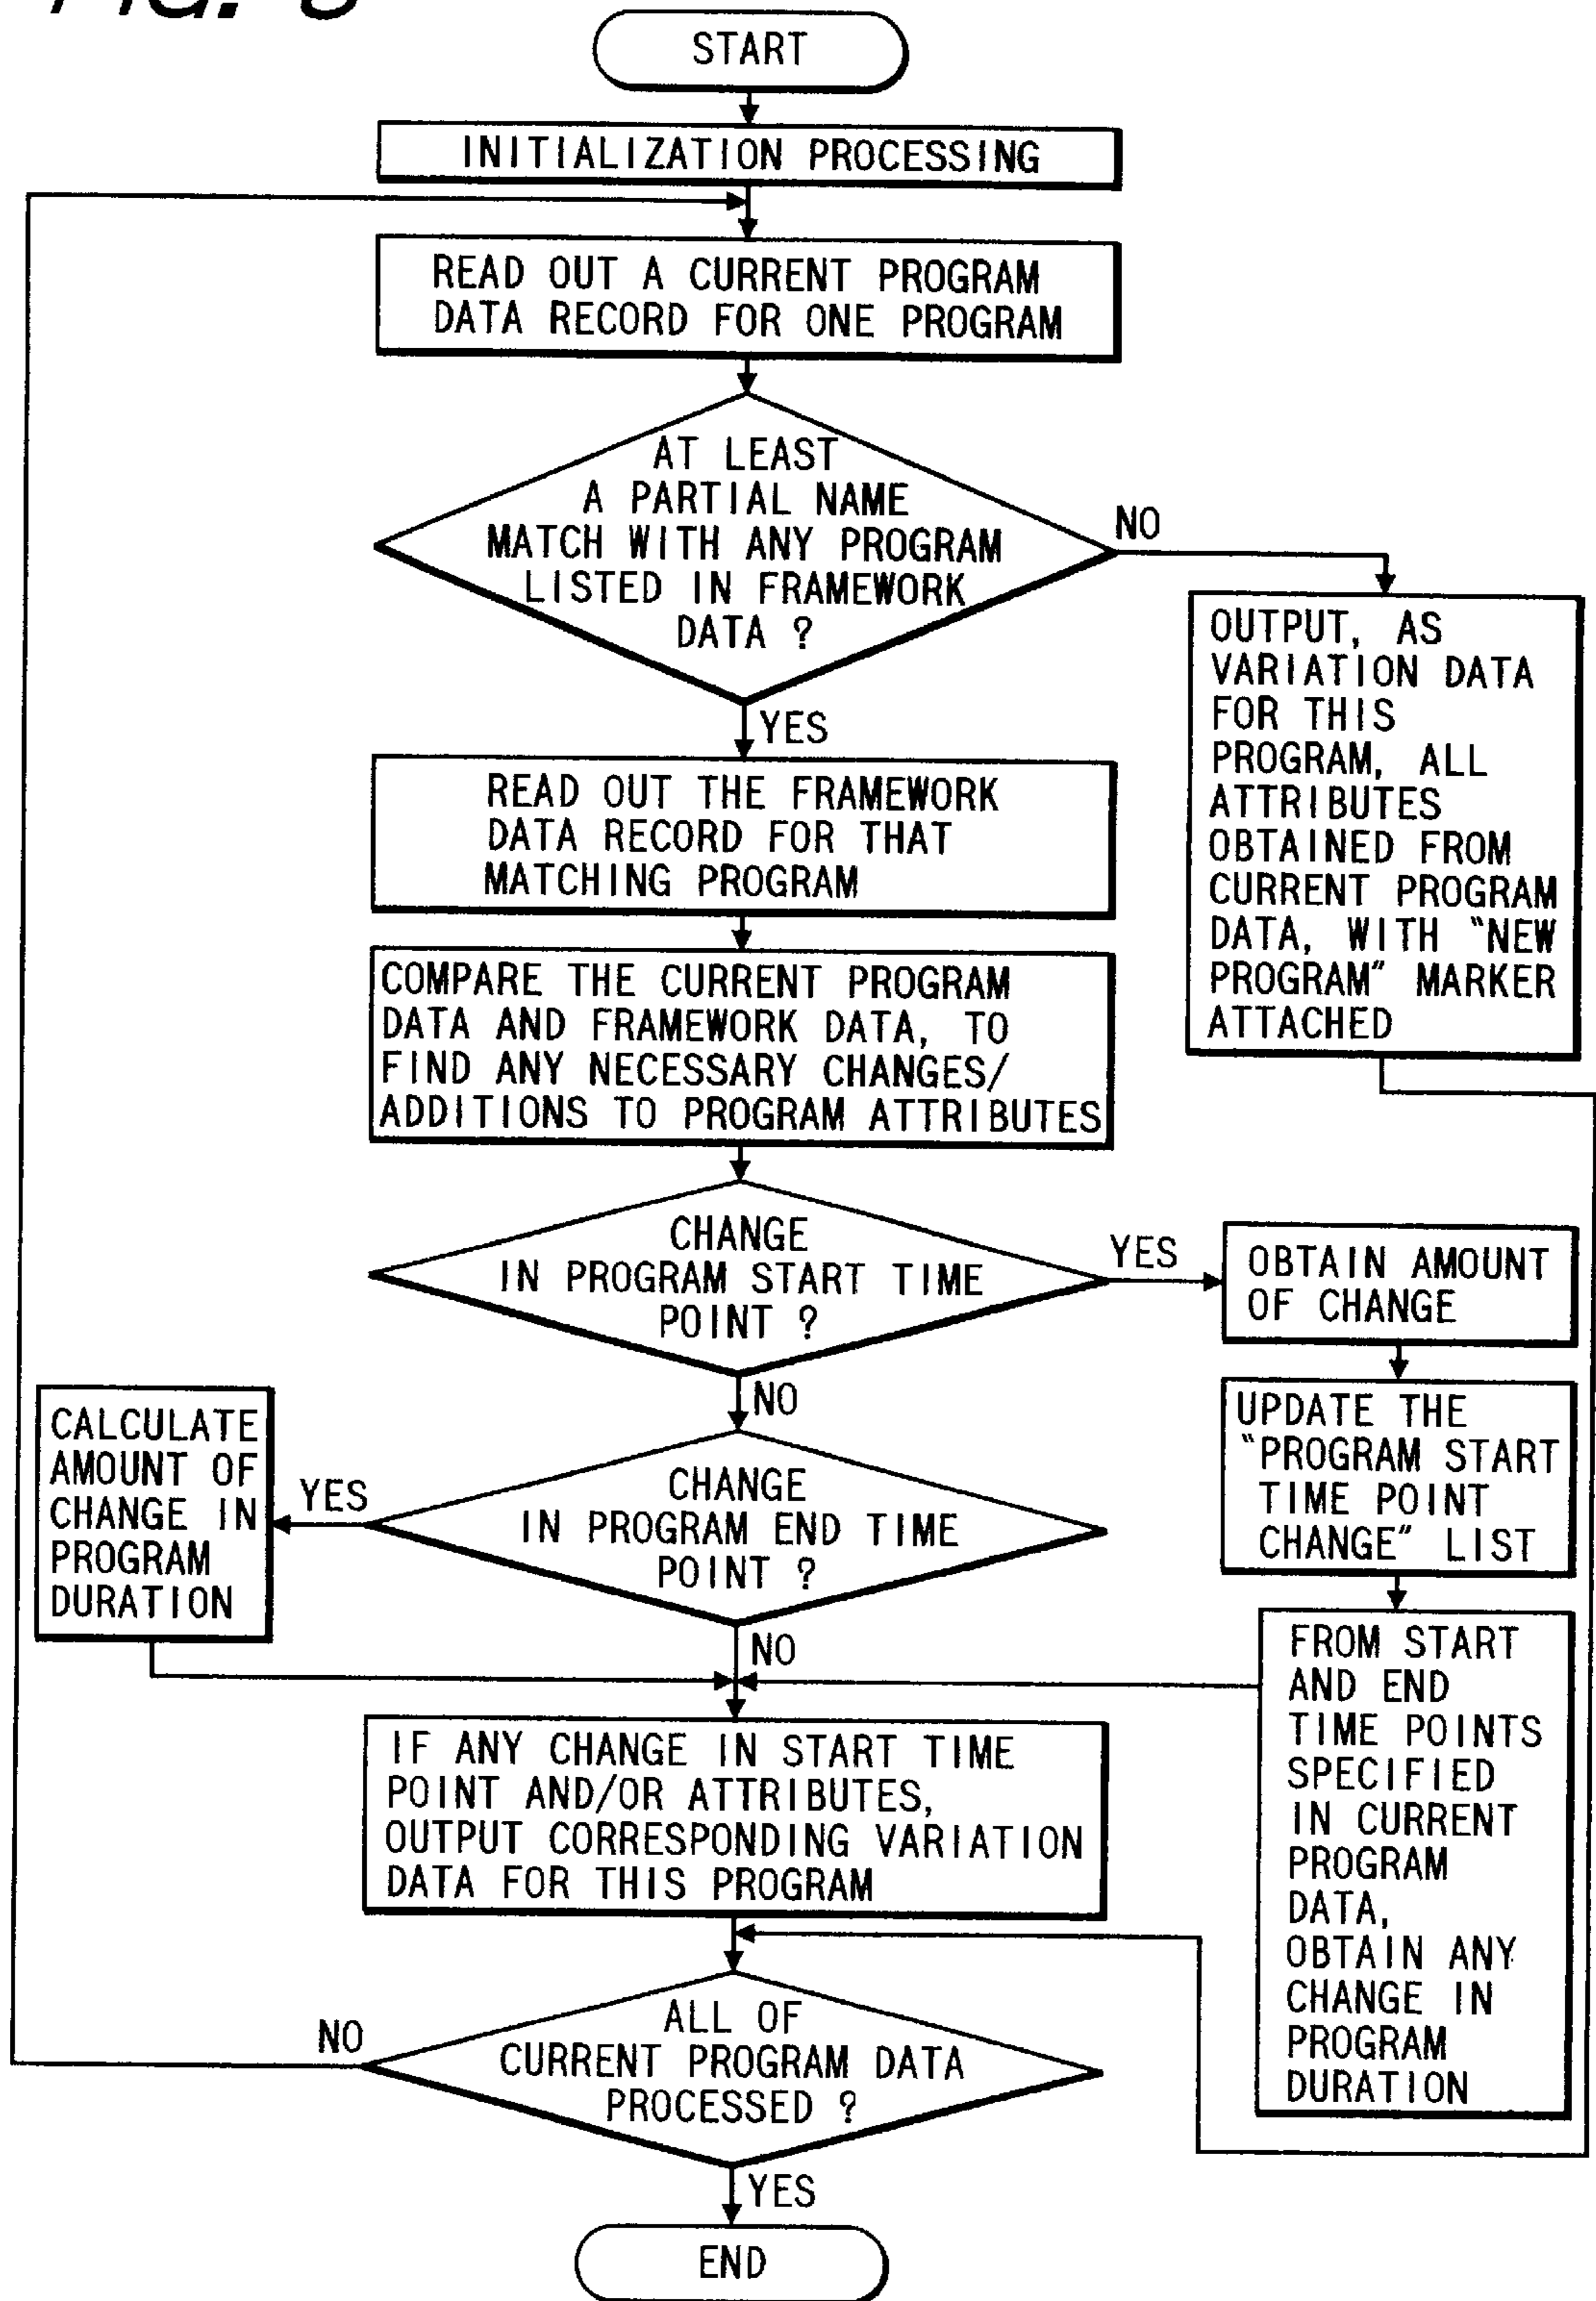 FIG.
START
INITIALIZATION PROCESSING
READ OUT A CURRENT PROGRAM
DATA RECORD FOR ONE PROGRAM
AT LEAST
A PARTIAL NAME
MATCH WITH ANY PROGRAM
LISTED IN FRAMEWORK
DATA ?
NO
OUTPUT, AS
VARIATION DATA
FOR THIS
PROGRAM, ALL
ATTRIBUTES
OBTAINED FROM
CURRENT PROGRAM
DATA, WITH "NEW
PROGRAM" MARKER
ATTACHED
YES
READ OUT THE FRAMEWORK
DATA RECORD FOR THAT
MATCHING PROGRAM
COMPARE THE CURRENT PROGRAM
DATA AND FRAMEWORK DATA, TO
FIND ANY NECESSARY CHANGES/
ADDITIONS TO PROGRAM ATTRIBUTES
CHANGE
IN PROGRAM START TIME
POINT ?
YES
OBTAIN AMOUNT
OF CHANGE
UPDATE THE
"PROGRAM START
TIME POINT
CHANGE" LIST
FROM START
AND END
TIME POINTS
SPECIFIED
IN CURRENT
PROGRAM
DATA,
OBTAIN ANY
CHANGE IN
PROGRAM
DURATION
NO
CHANGE
IN PROGRAM END TIME
POINT ?
YES
CALCULATE
AMOUNT OF
CHANGE IN
PROGRAM
DURATION
NO
IF ANY CHANGE IN START TIME
POINT AND/OR ATTRIBUTES,
OUTPUT CORRESPONDING VARIATION
DATA FOR THIS PROGRAM
ALL OF
CURRENT PROGRAM DATA
PROCESSED ?
NO
YES
END